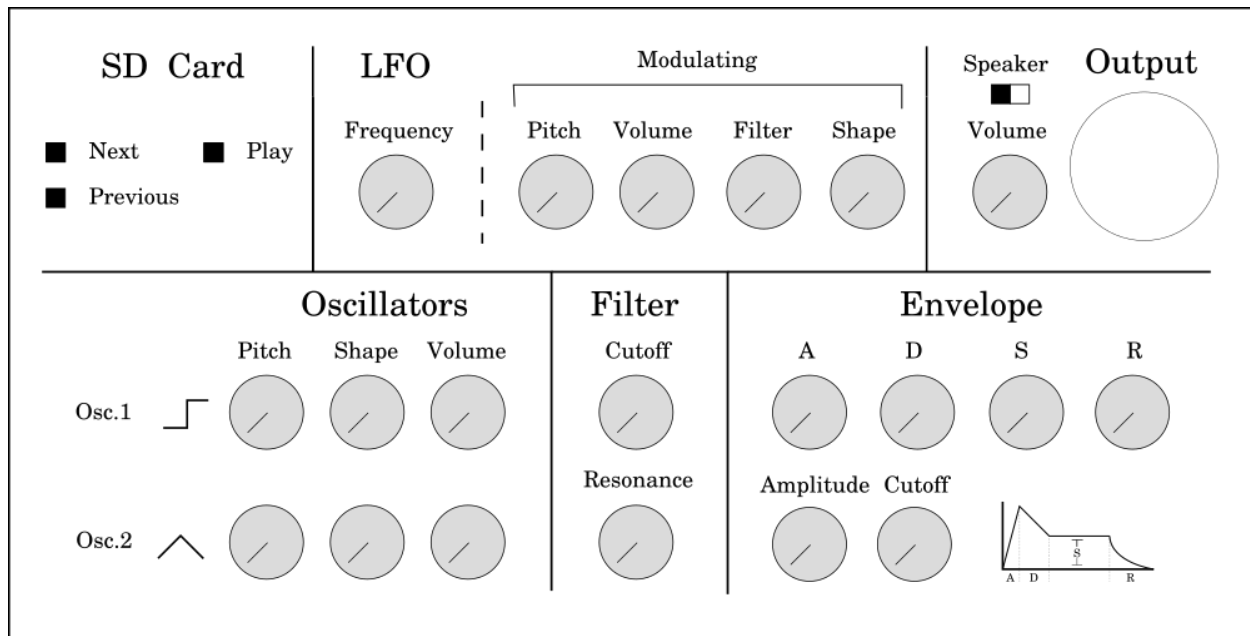 SD Card
Next
Play
Previous
LFO
Frequency
Modulating
Pitch Volume Filter Shape
Speaker
Volume
Output
Oscillators
Pitch Shape Volume
Osc.1
Osc.2
Filter
Cutoff
Resonance
Envelope
A D S R
Amplitude Cutoff
S
A D R